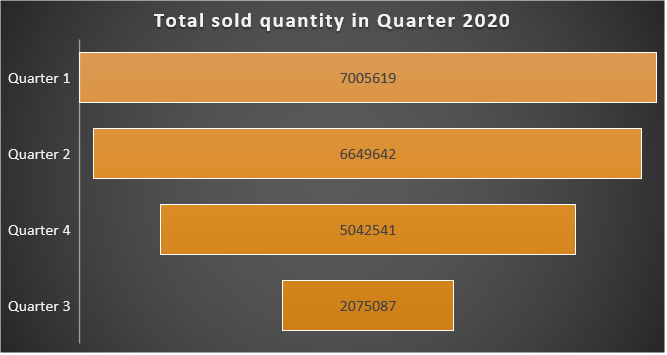 Total sold quantity in Quarter 2020
Quarter 1 7005619
Quarter 2 6649642
Quarter 4 5042541
Quarter 3 2075087